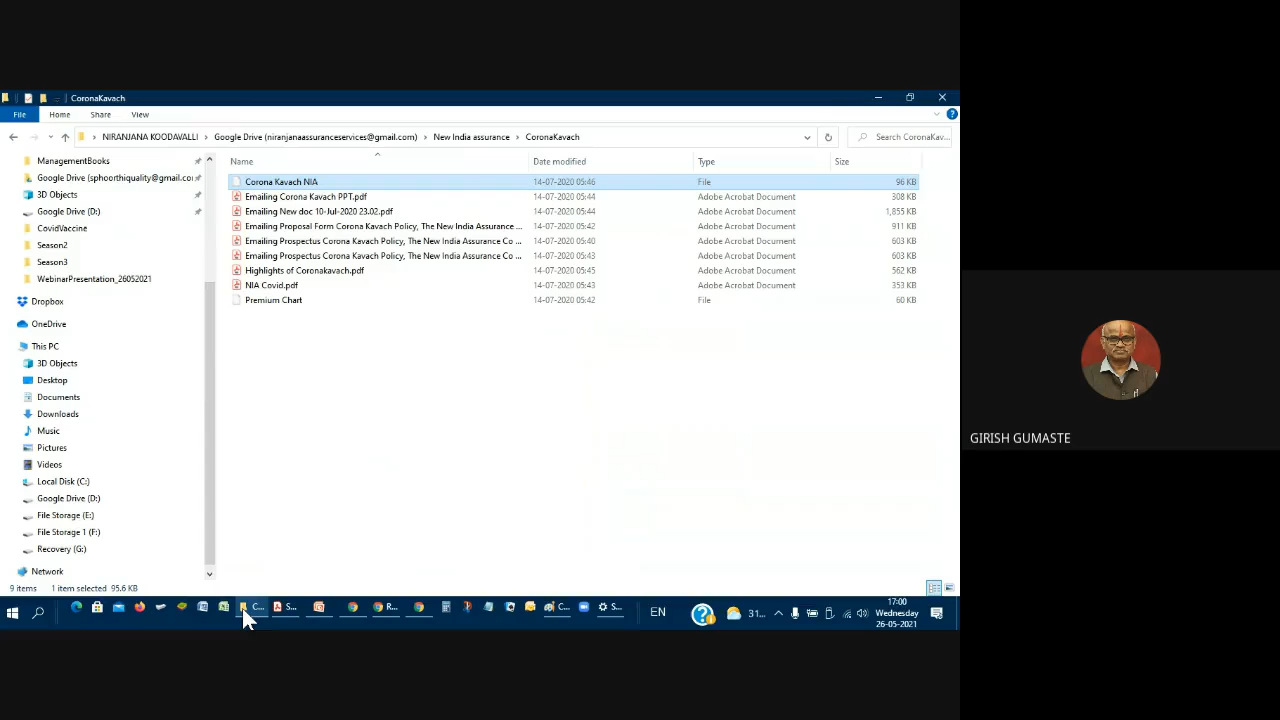 CoronaKavach
File Home Share View
NIRANJANA KOODAVALLI > Google Drive (niranjanaassuranceservices@gmail.com) > New India assurance > CoronaKavach
Search CoronaKav...
Name Date modified Type Size
ManagementBooks
Google Drive (sphoorthiquality@gmail.co
3D Objects
Google Drive (D:)
CovidVaccine
Season2
Season3
WebinarPresentation_26052021
Dropbox
OneDrive
This PC
3D Objects
Desktop
Documents
Downloads
Music
Pictures
Videos
Local Disk (C:)
Google Drive (D:)
File Storage (E:)
File Storage 1 (F:)
Recovery (G:)
Network
Corona Kavach NIA 14-07-2020 05:46 File 96 KB
Emailing Corona Kavach PPT.pdf 14-07-2020 05:44 Adobe Acrobat Document 308 KB
Emailing New doc 10-Jul-2020 23.02.pdf 14-07-2020 05:44 Adobe Acrobat Document 1,855 KB
Emailing Proposal Form Corona Kavach Policy, The New India Assurance ... 14-07-2020 05:42 Adobe Acrobat Document 911 KB
Emailing Prospectus Corona Kavach Policy, The New India Assurance Co ... 14-07-2020 05:40 Adobe Acrobat Document 603 KB
Emailing Prospectus Corona Kavach Policy, The New India Assurance Co ... 14-07-2020 05:43 Adobe Acrobat Document 603 KB
Highlights of Coronakavach.pdf 14-07-2020 05:45 Adobe Acrobat Document 562 KB
NIA Covid.pdf 14-07-2020 05:43 Adobe Acrobat Document 353 KB
Premium Chart 14-07-2020 05:42 File 60 KB
9 items 1 item selected 95.6 KB
C... S... R... C... S... EN 31...
17:00
Wednesday
26-05-2021
GIRISH GUMASTE